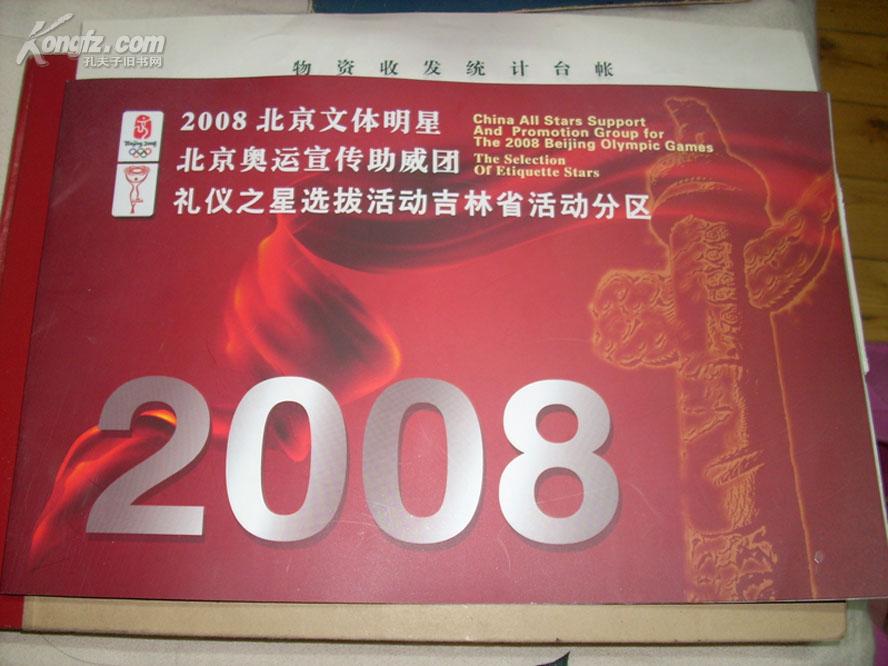 Kongfz.com
孔夫子旧书网
物资收发统计台帐
2008 北京文体明星
北京奥运宣传助威团
礼仪之星选拔活动吉林省活动分区
China All Stars Support
And Promotion Group for
The 2008 Beijing Olympic Games
The Selection
Of Etiquette Stars
Beijing 2008
2008